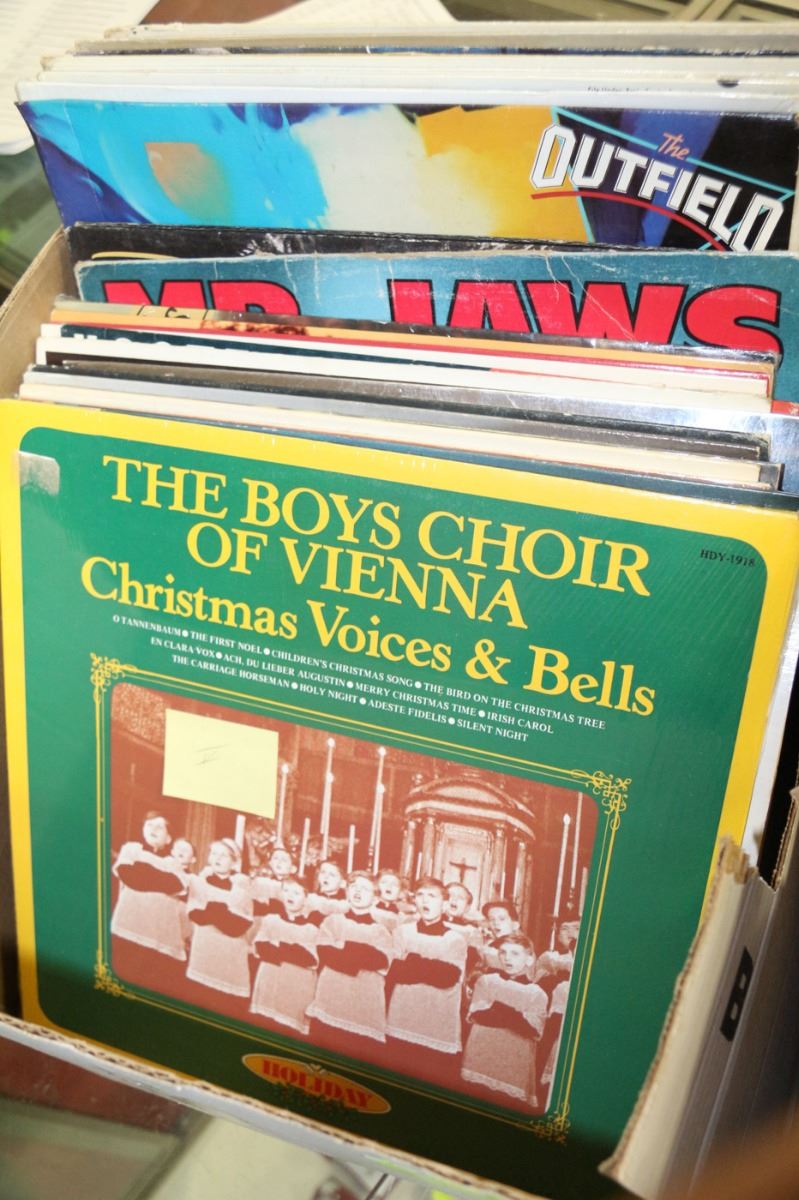 The
OUTFIELD
MR. JAWS
THE BOYS CHOIR
OF VIENNA
Christmas Voices & Bells
HDY-1918
O TANNENBAUM ● THE FIRST NOEL ● CHILDREN'S CHRISTMAS SONG ● THE BIRD ON THE CHRISTMAS TREE
EN CLARA VOX ● ACH, DU LIEBER AUGUSTIN ● MERRY CHRISTMAS TIME ● IRISH CAROL
THE CARRIAGE HORSEMAN ● HOLY NIGHT ● ADESTE FIDELIS ● SILENT NIGHT
HOLIDAY